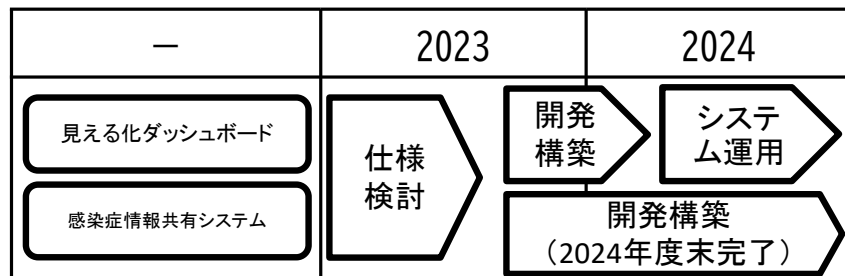 － 2023 2024
見える化ダッシュボード
感染症情報共有システム
仕様
検討
開発
構築
システ
ム運用
開発構築
（2024年度末完了）